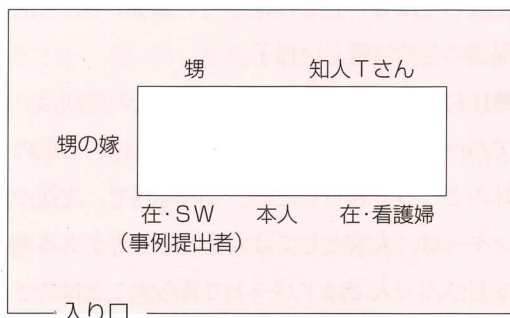 甥 知人Tさん
甥の嫁
在・SW 本人 在・看護婦
（事例提出者）
入り口